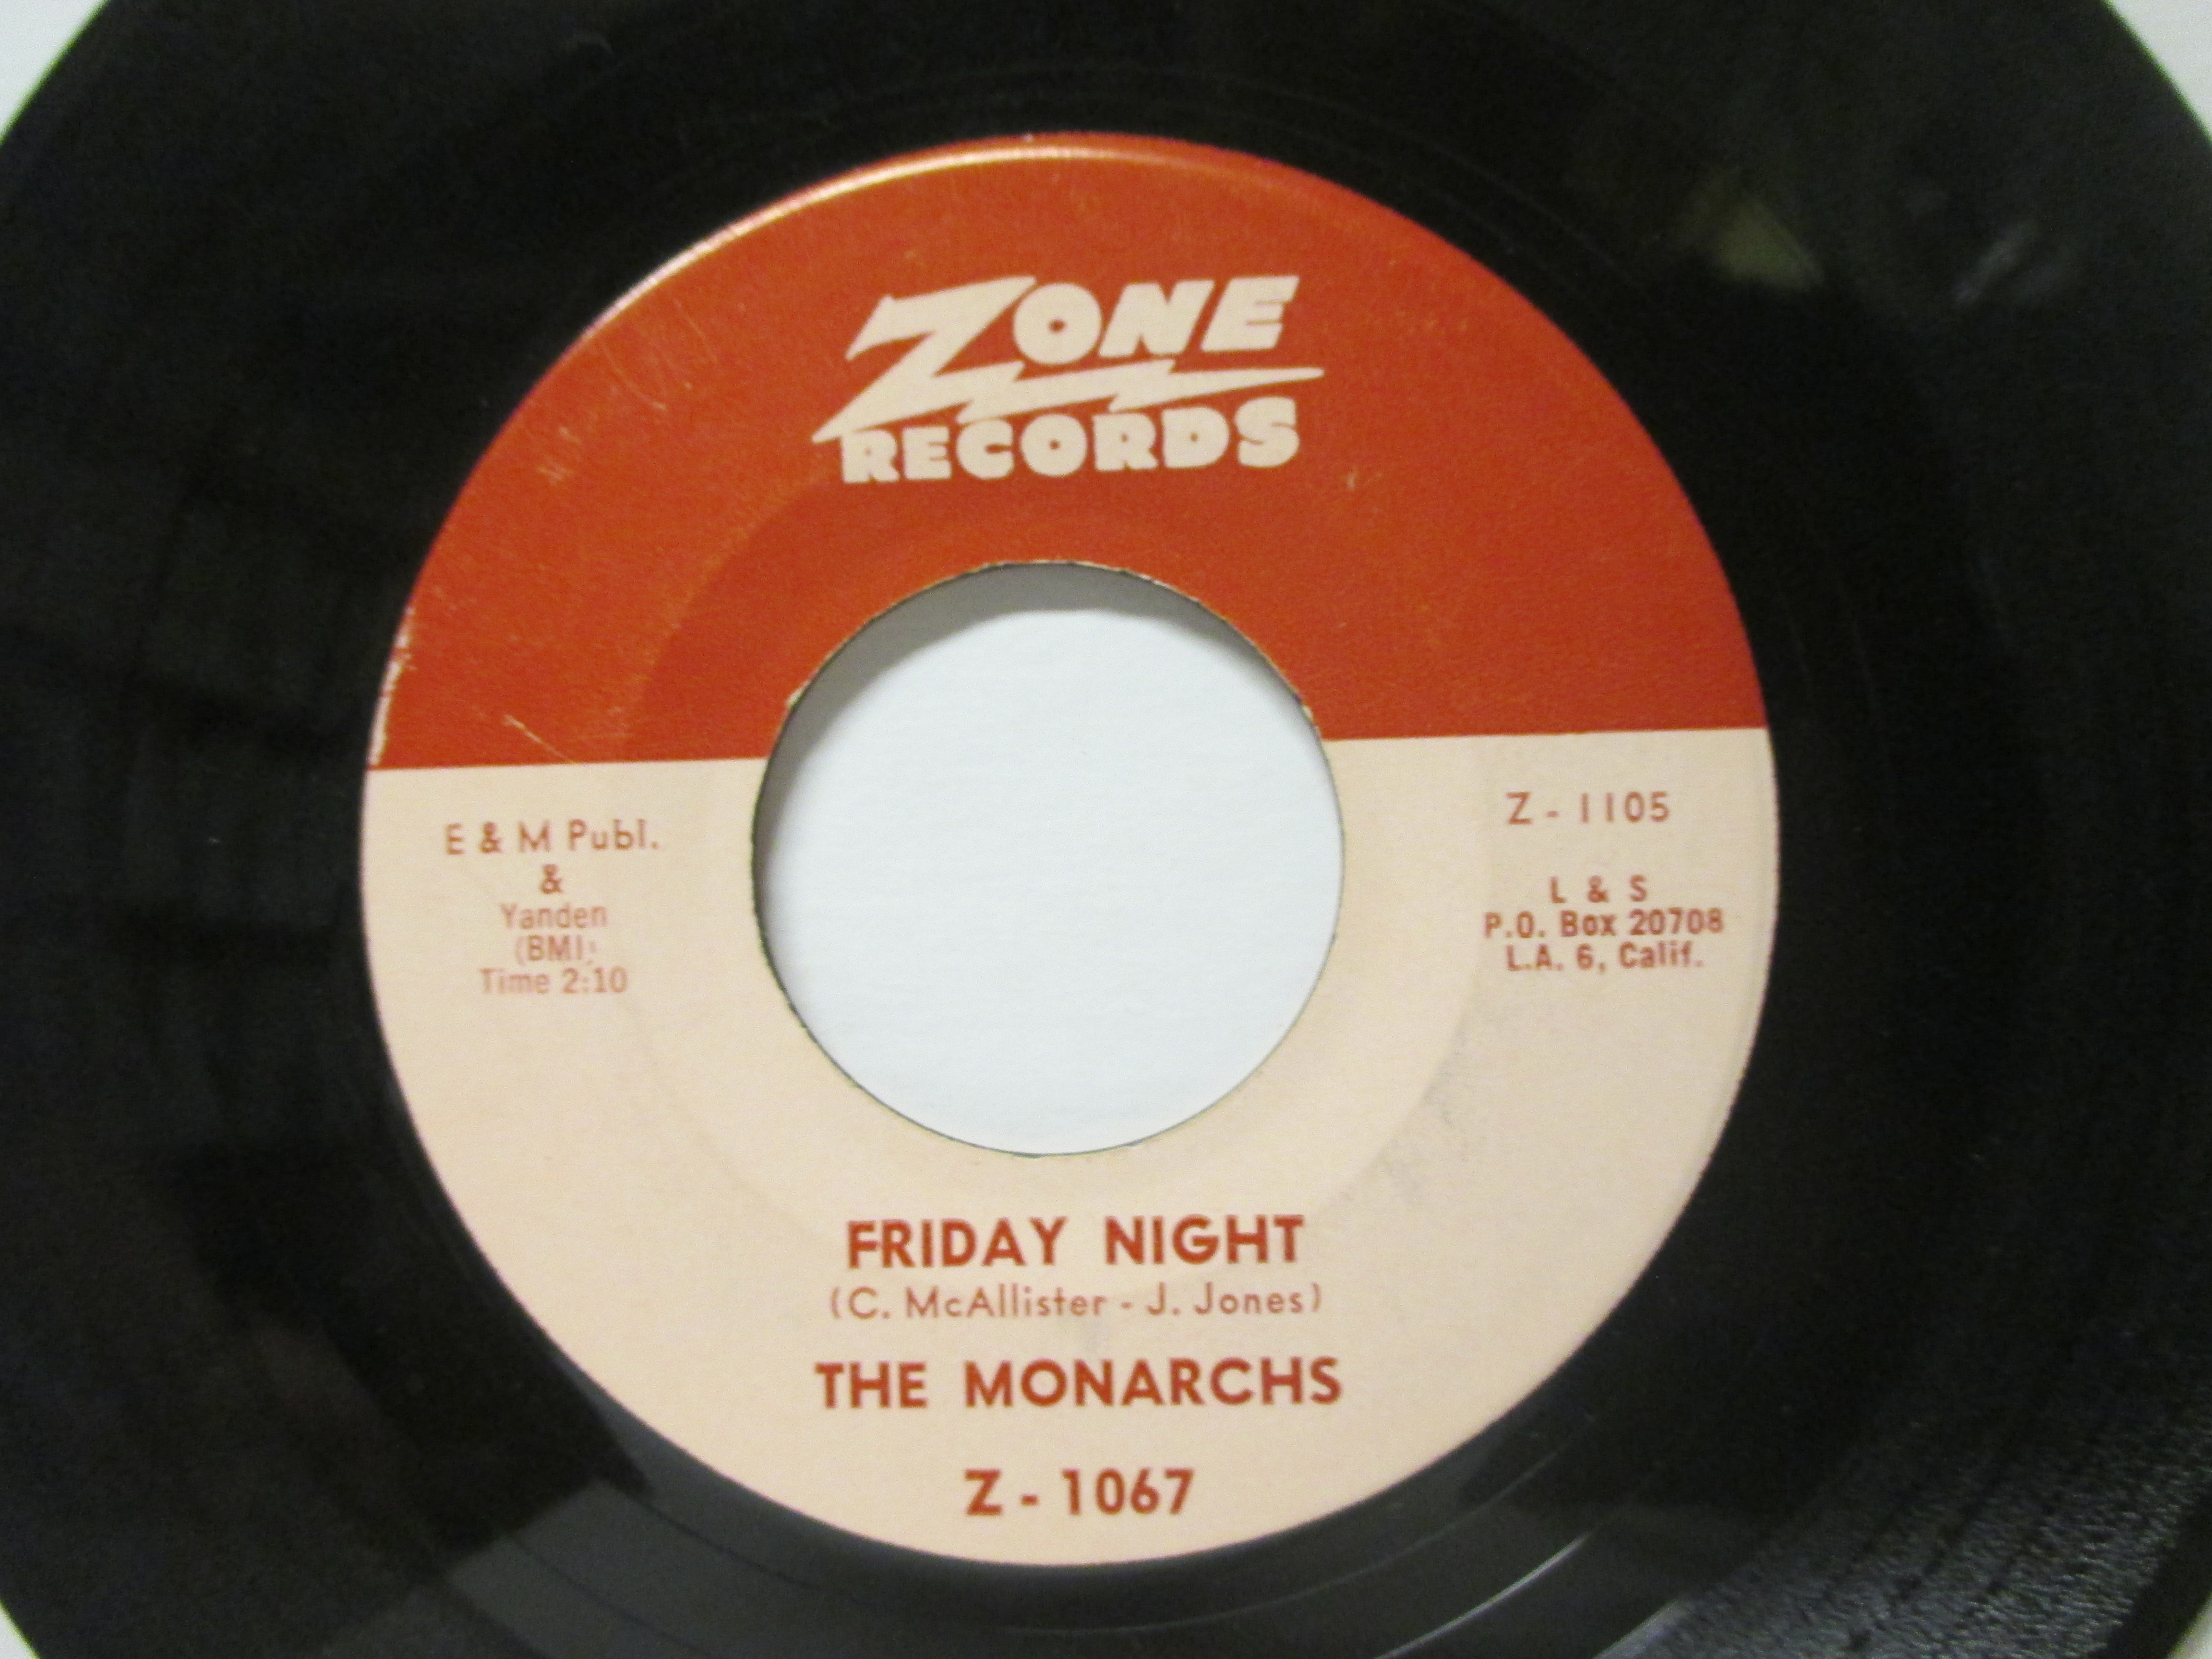 ZONE
RECORDS
E & M Publ.
&
Yanden
(BMI)
Time 2:10
Z - 1105
L & S
P.O. Box 20708
L.A. 6, Calif.
FRIDAY NIGHT
(C. McAllister - J. Jones)
THE MONARCHS
Z - 1067